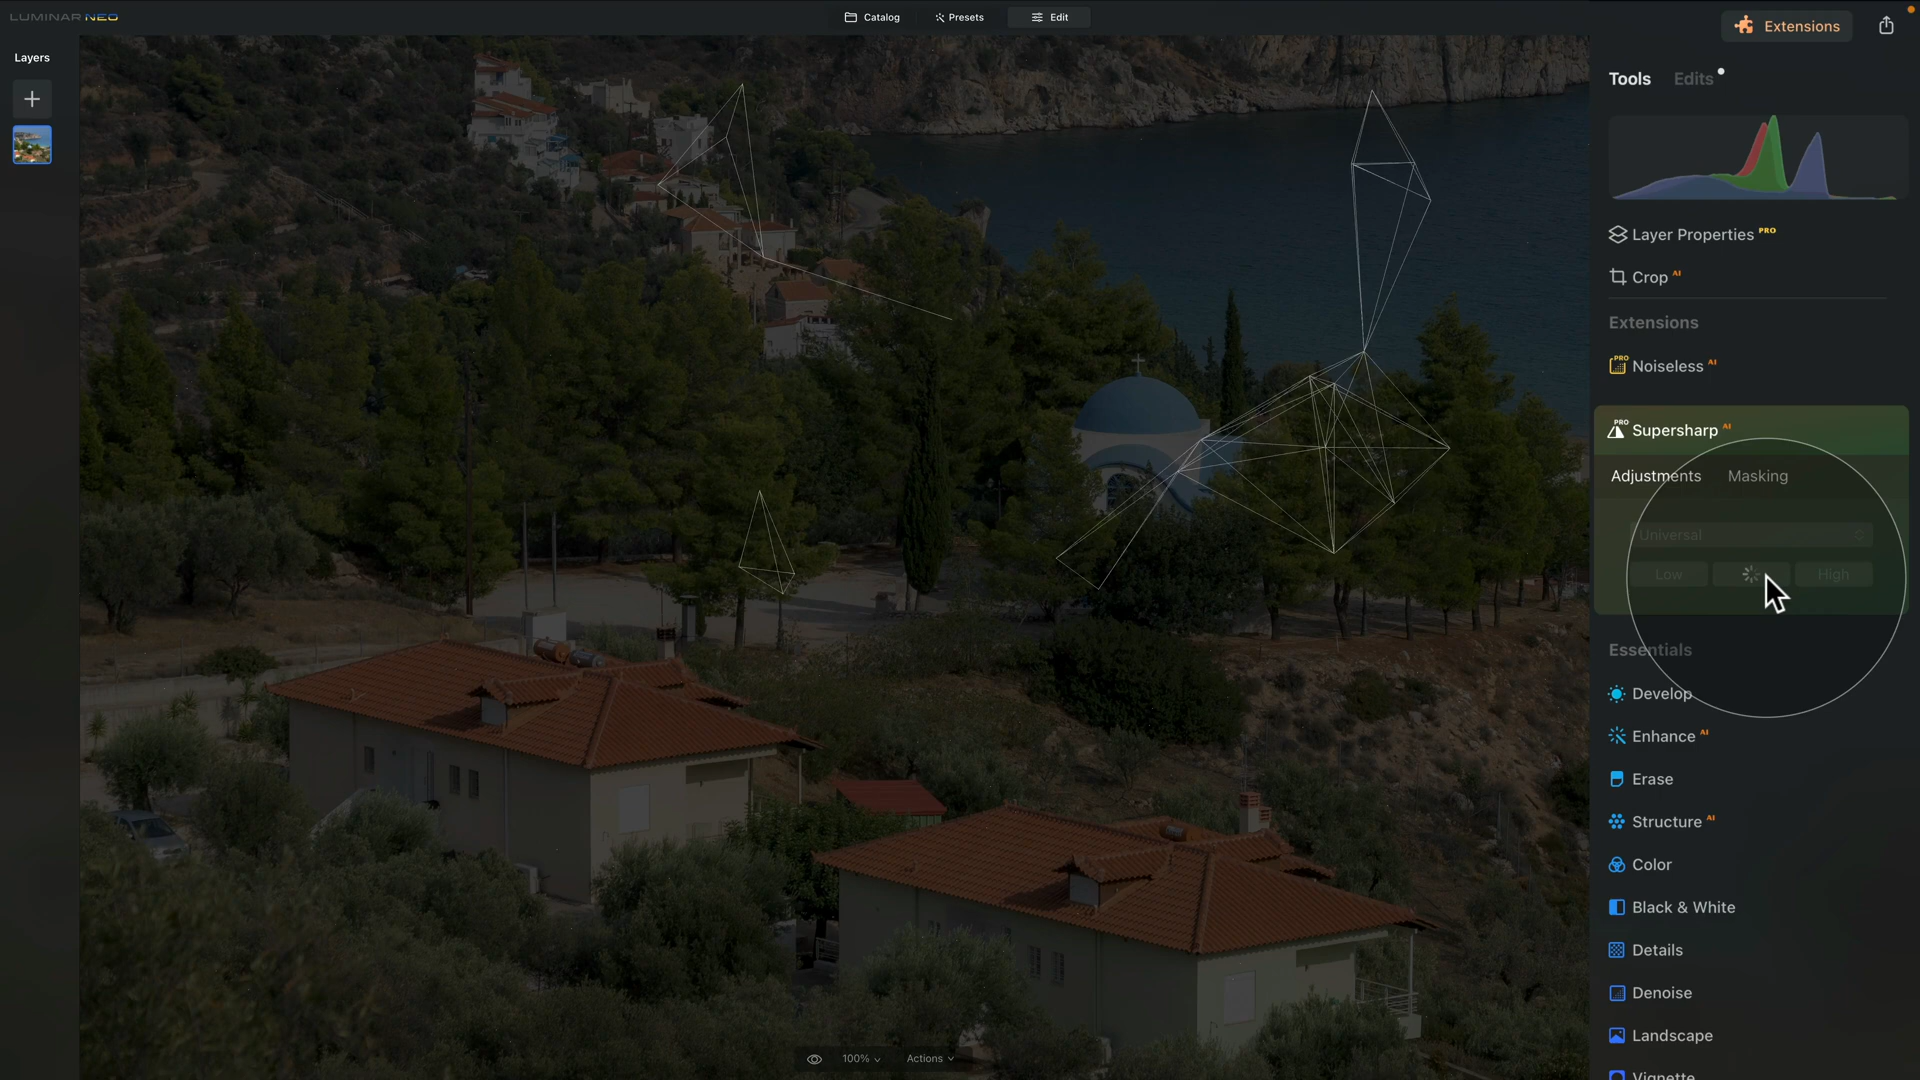 LUMINAR NEO
Catalog
Presets
Edit
Extensions
Layers
Tools
Edits
Layer Properties PRO
Crop AI
Extensions
PRO
Noiseless AI
PRO
Supersharp AI
Adjustments
Masking
Universal
Low
High
Essentials
Develop
Enhance AI
Erase
Structure AI
Color
Black & White
Details
Denoise
Landscape
Vignette
100%
Actions